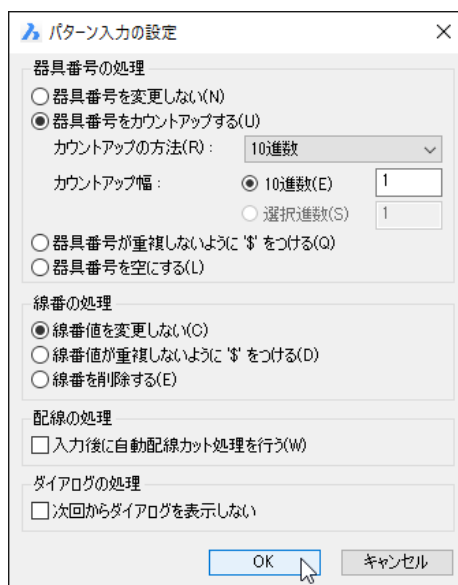 パターン入力の設定
器具番号の処理
器具番号を変更しない(N)
器具番号をカウントアップする(U)
カウントアップの方法(R)： 10進数
カウントアップ幅： 10進数(E) 1
選択進数(S) 1
器具番号が重複しないように '$' をつける(Q)
器具番号を空にする(L)
線番の処理
線番値を変更しない(C)
線番値が重複しないように '$' をつける(D)
線番を削除する(E)
配線の処理
入力後に自動配線カット処理を行う(W)
ダイアログの処理
次回からダイアログを表示しない
OK キャンセル